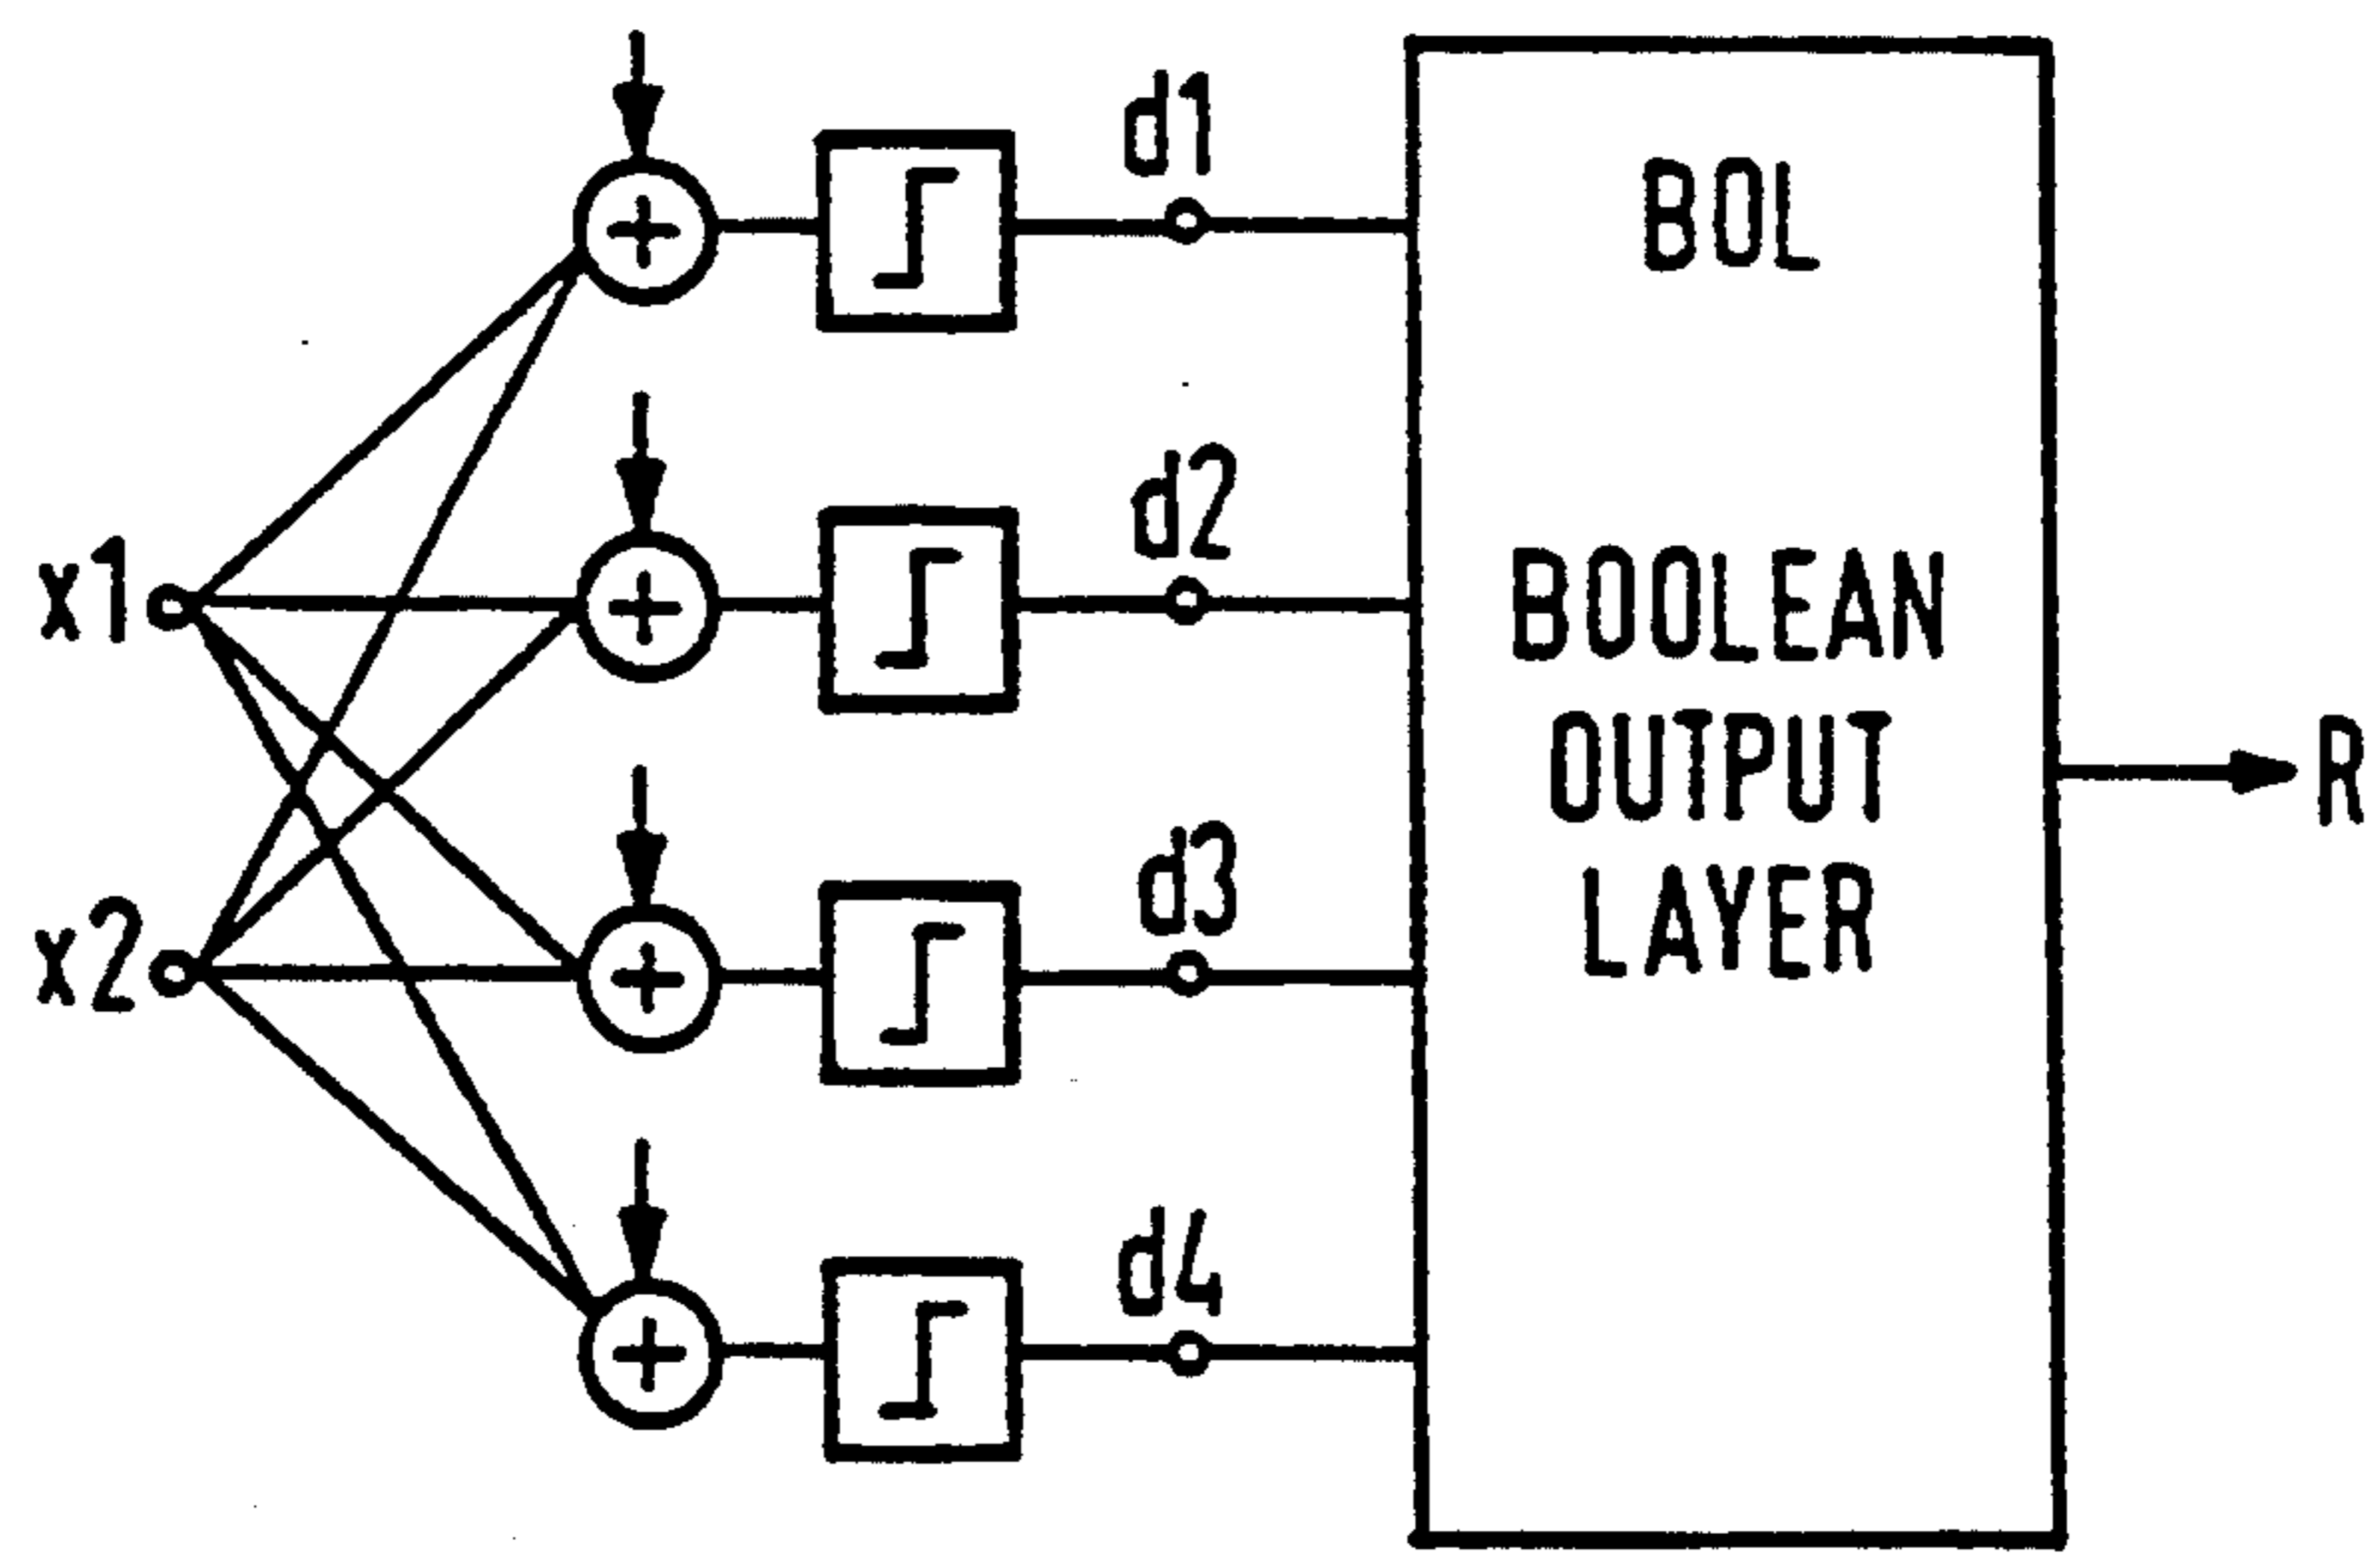 d1
BOL
d2
x1
BOOLEAN
OUTPUT
R
d3
x2
LAYER
d4